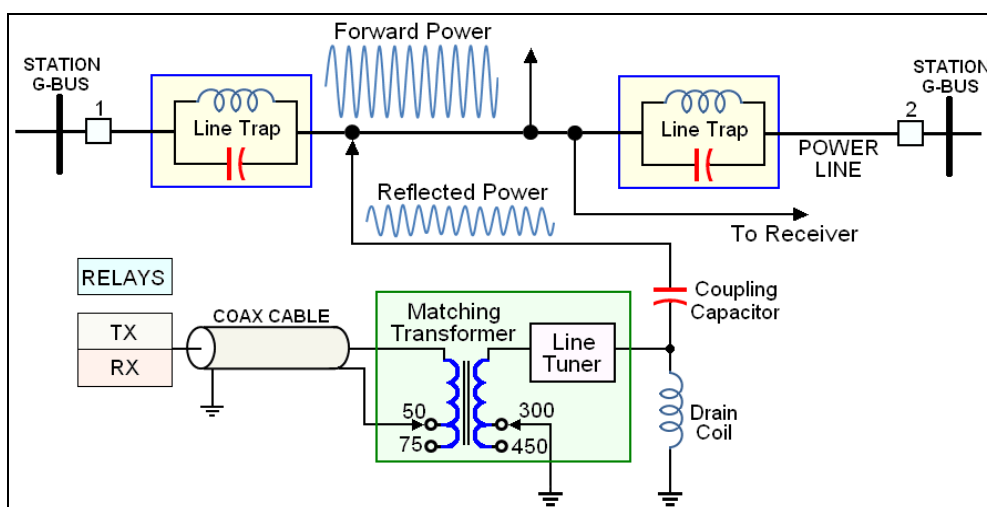 Forward Power
STATION
G-BUS
1
Line Trap
Line Trap
2
STATION
G-BUS
POWER
LINE
Reflected Power
To Receiver
RELAYS
TX
RX
COAX CABLE
Matching
Transformer
Line
Tuner
Coupling
Capacitor
50
300
75
450
Drain
Coil